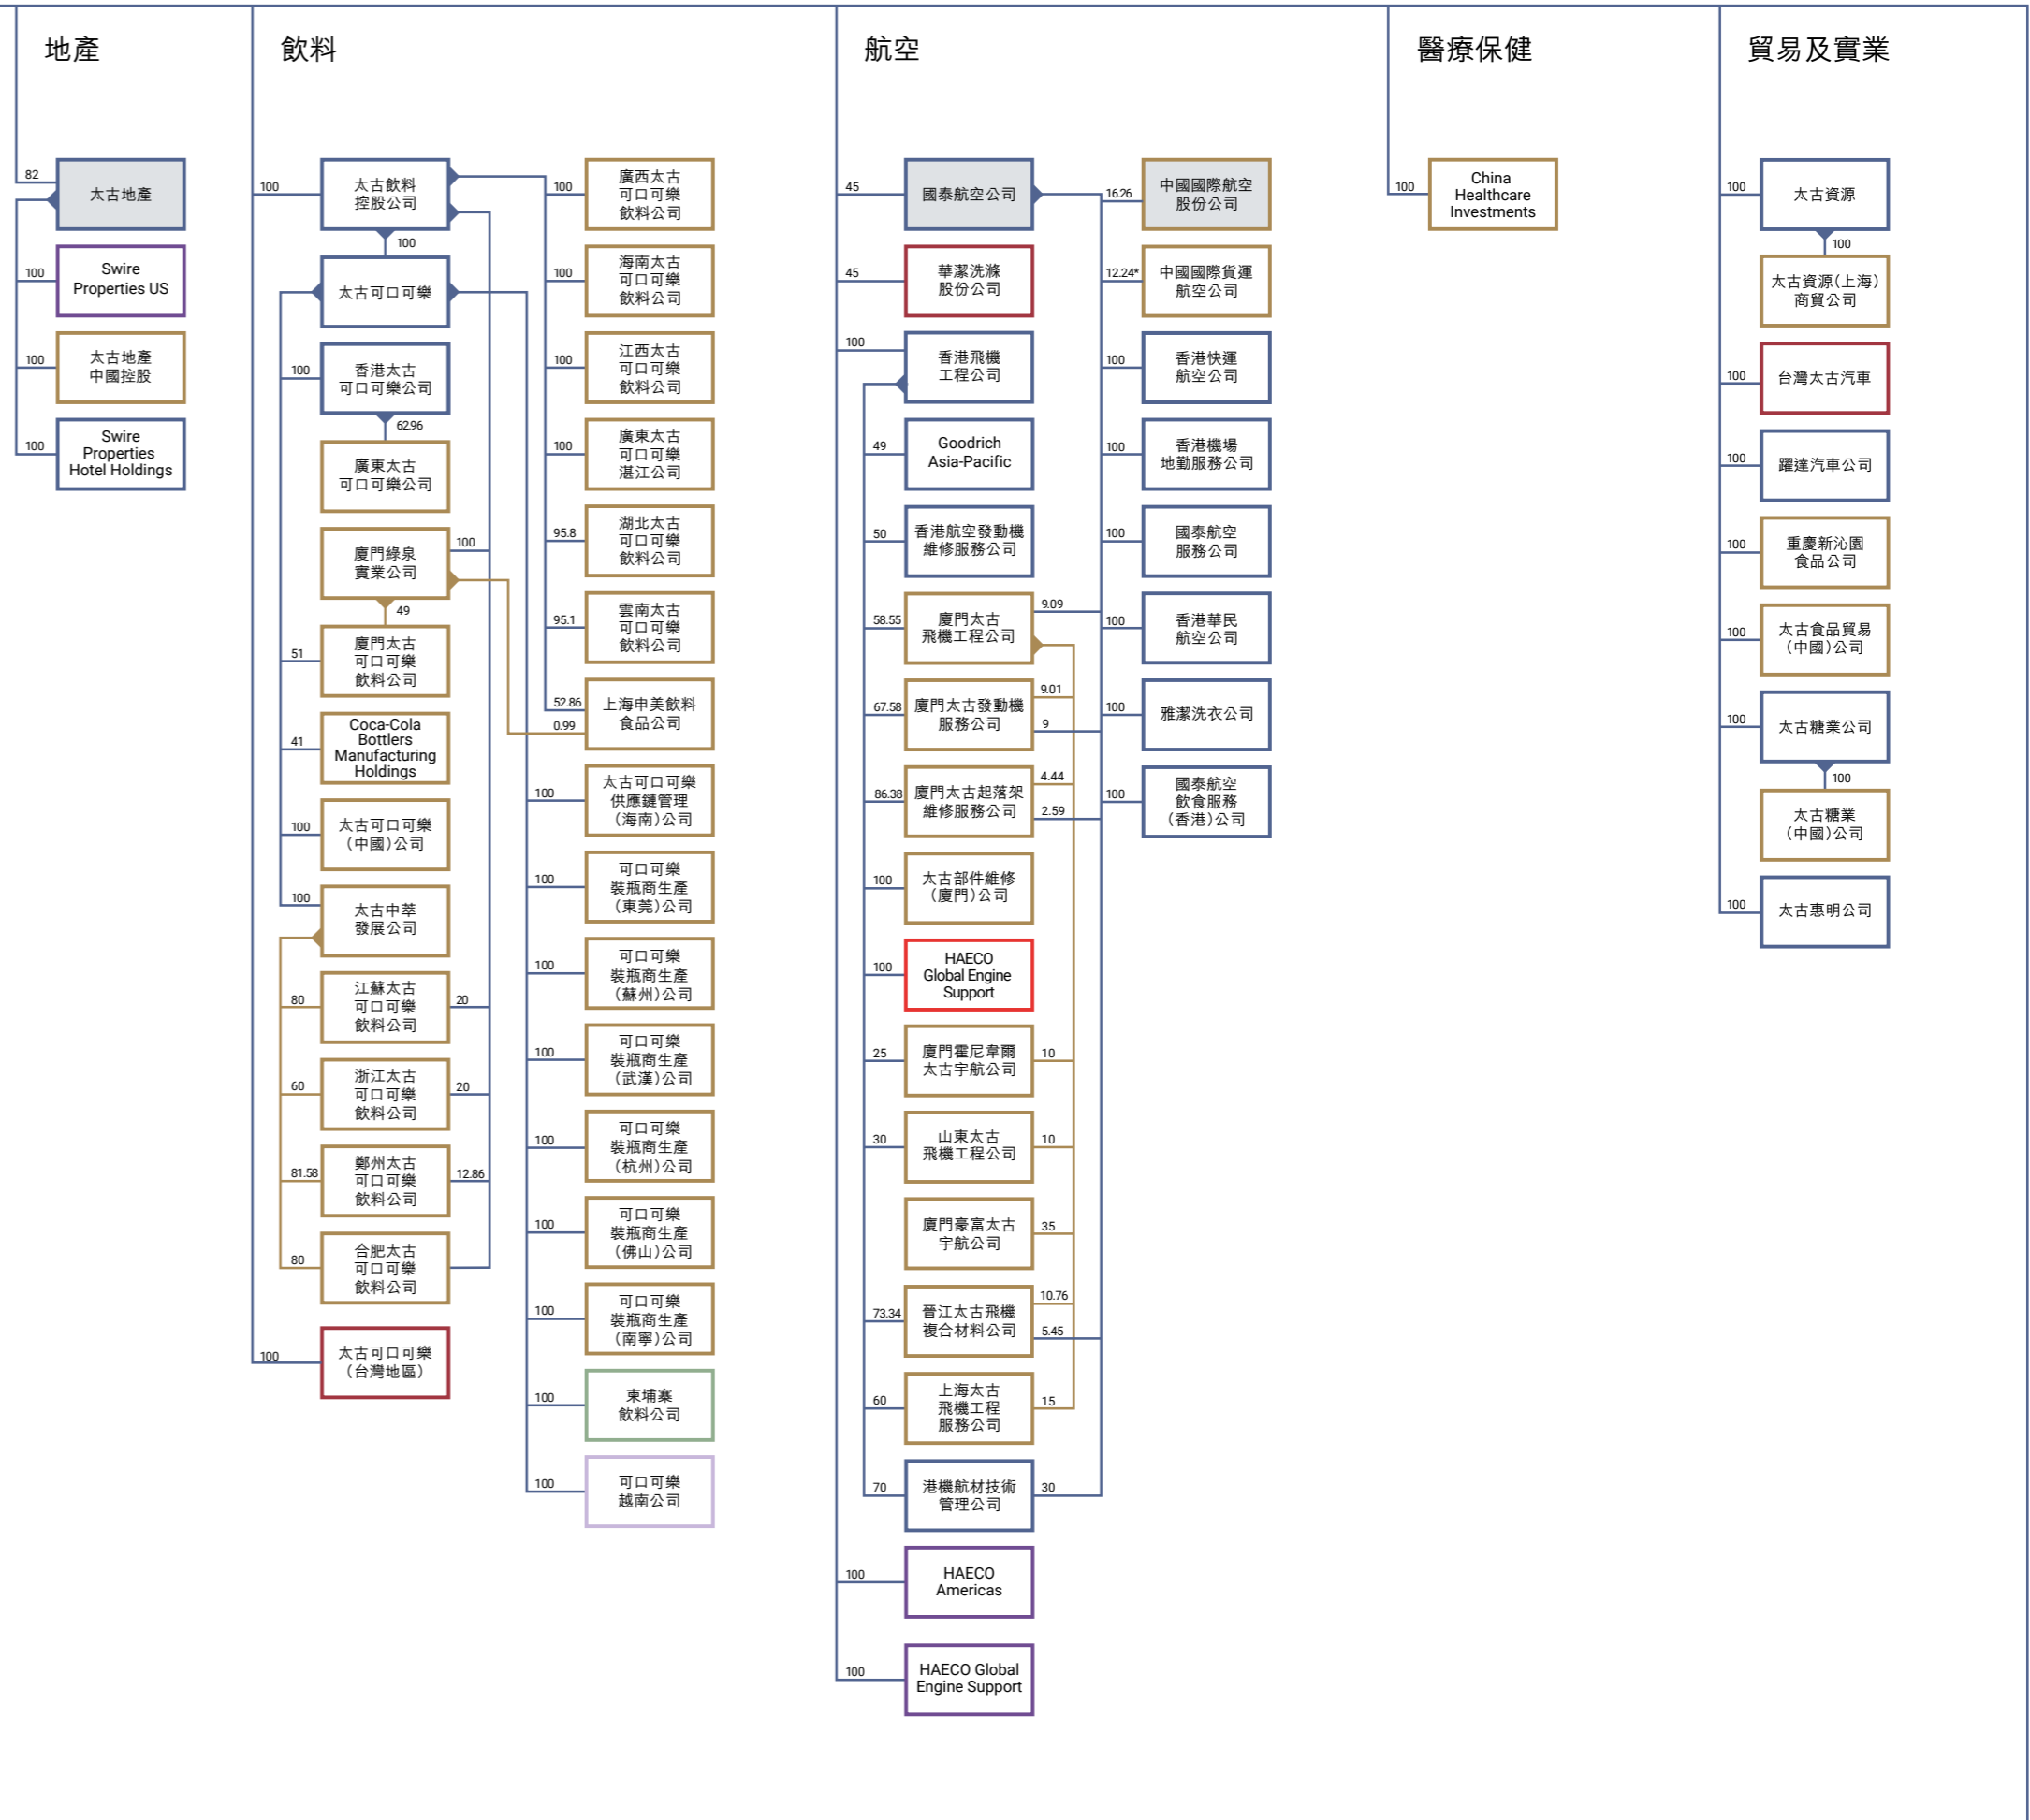 地產
82
太古地產
100
Swire
Properties US
100
太古地產
中國控股
100
Swire
Properties
Hotel Holdings
飲料
100
太古飲料
控股公司
100
太古可口可樂
100
香港太古
可口可樂公司
62.96
廣東太古
可口可樂公司
廈門綠泉
實業公司
100
49
51
廈門太古
可口可樂
飲料公司
41
Coca-Cola
Bottlers
Manufacturing
Holdings
100
太古可口可樂
（中國）公司
100
太古中萃
發展公司
80
江蘇太古
可口可樂
飲料公司
20
60
浙江太古
可口可樂
飲料公司
20
81.58
鄭州太古
可口可樂
飲料公司
12.86
80
合肥太古
可口可樂
飲料公司
100
太古可口可樂
（台灣地區）
100
廣西太古
可口可樂
飲料公司
100
海南太古
可口可樂
飲料公司
100
江西太古
可口可樂
飲料公司
100
廣東太古
可口可樂
湛江公司
95.8
湖北太古
可口可樂
飲料公司
95.1
雲南太古
可口可樂
飲料公司
52.86
0.99
上海申美飲料
食品公司
100
太古可口可樂
供應鏈管理
（海南）公司
100
可口可樂
裝瓶商生產
（東莞）公司
100
可口可樂
裝瓶商生產
（蘇州）公司
100
可口可樂
裝瓶商生產
（武漢）公司
100
可口可樂
裝瓶商生產
（杭州）公司
100
可口可樂
裝瓶商生產
（佛山）公司
100
可口可樂
裝瓶商生產
（南寧）公司
100
柬埔寨
飲料公司
100
可口可樂
越南公司
航空
45
國泰航空公司
45
華潔洗滌
股份公司
100
香港飛機
工程公司
49
Goodrich
Asia-Pacific
50
香港航空發動機
維修服務公司
58.55
廈門太古
飛機工程公司
9.09
67.58
廈門太古發動機
服務公司
9.01
9
86.38
廈門太古起落架
維修服務公司
4.44
2.59
100
太古部件維修
（廈門）公司
100
HAECO
Global Engine
Support
25
廈門霍尼韋爾
太古宇航公司
10
30
山東太古
飛機工程公司
10
廈門豪富太古
宇航公司
35
73.34
晉江太古飛機
複合材料公司
10.76
5.45
60
上海太古
飛機工程
服務公司
15
70
港機航材技術
管理公司
30
100
HAECO
Americas
100
HAECO Global
Engine Support
16.26
中國國際航空
股份公司
12.24*
中國國際貨運
航空公司
100
香港快運
航空公司
100
香港機場
地勤服務公司
100
國泰航空
服務公司
100
香港華民
航空公司
100
雅潔洗衣公司
100
國泰航空
飲食服務
（香港）公司
醫療保健
100
China
Healthcare
Investments
貿易及實業
100
太古資源
100
太古資源（上海）
商貿公司
100
台灣太古汽車
100
躍達汽車公司
100
重慶新沁園
食品公司
100
太古食品貿易
（中國）公司
100
太古糖業公司
100
太古糖業
（中國）公司
100
太古惠明公司